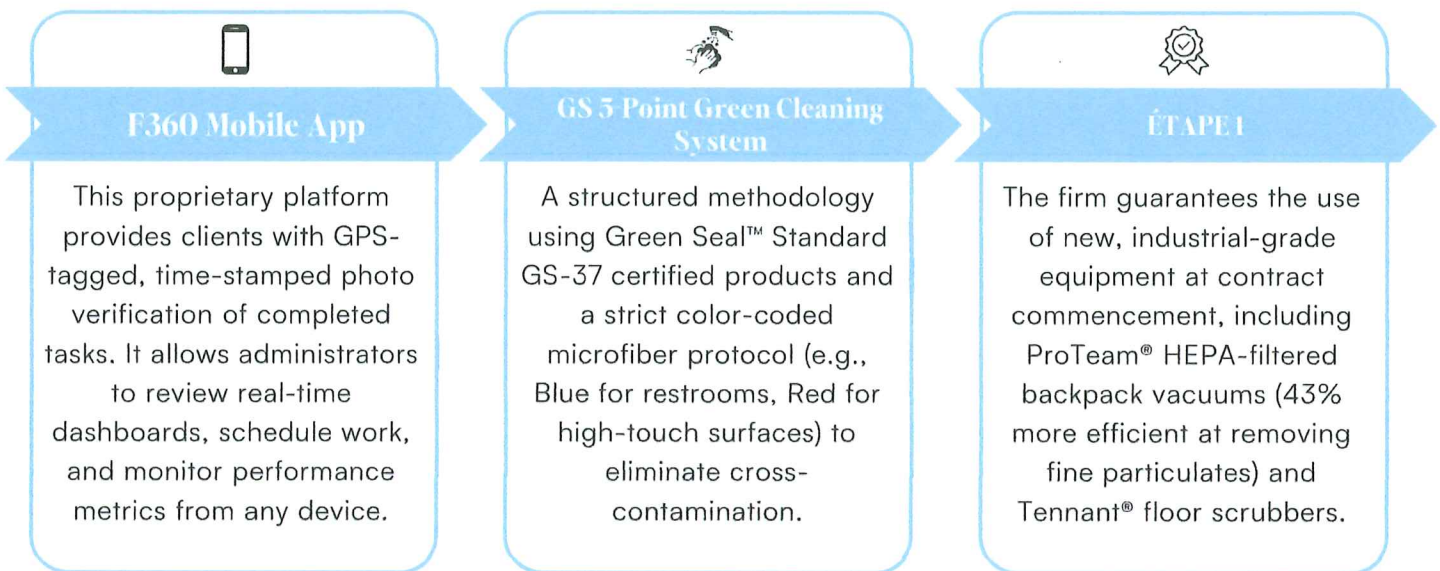 F360 Mobile App
This proprietary platform
provides clients with GPS-
tagged, time-stamped photo
verification of completed
tasks. It allows administrators
to review real-time
dashboards, schedule work,
and monitor performance
metrics from any device.
GS 5-Point Green Cleaning
System
A structured methodology
using Green Seal™ Standard
GS-37 certified products and
a strict color-coded
microfiber protocol (e.g.,
Blue for restrooms, Red for
high-touch surfaces) to
eliminate cross-
contamination.
ÉTAPE 1
The firm guarantees the use
of new, industrial-grade
equipment at contract
commencement, including
ProTeam® HEPA-filtered
backpack vacuums (43%
more efficient at removing
fine particulates) and
Tennant® floor scrubbers.